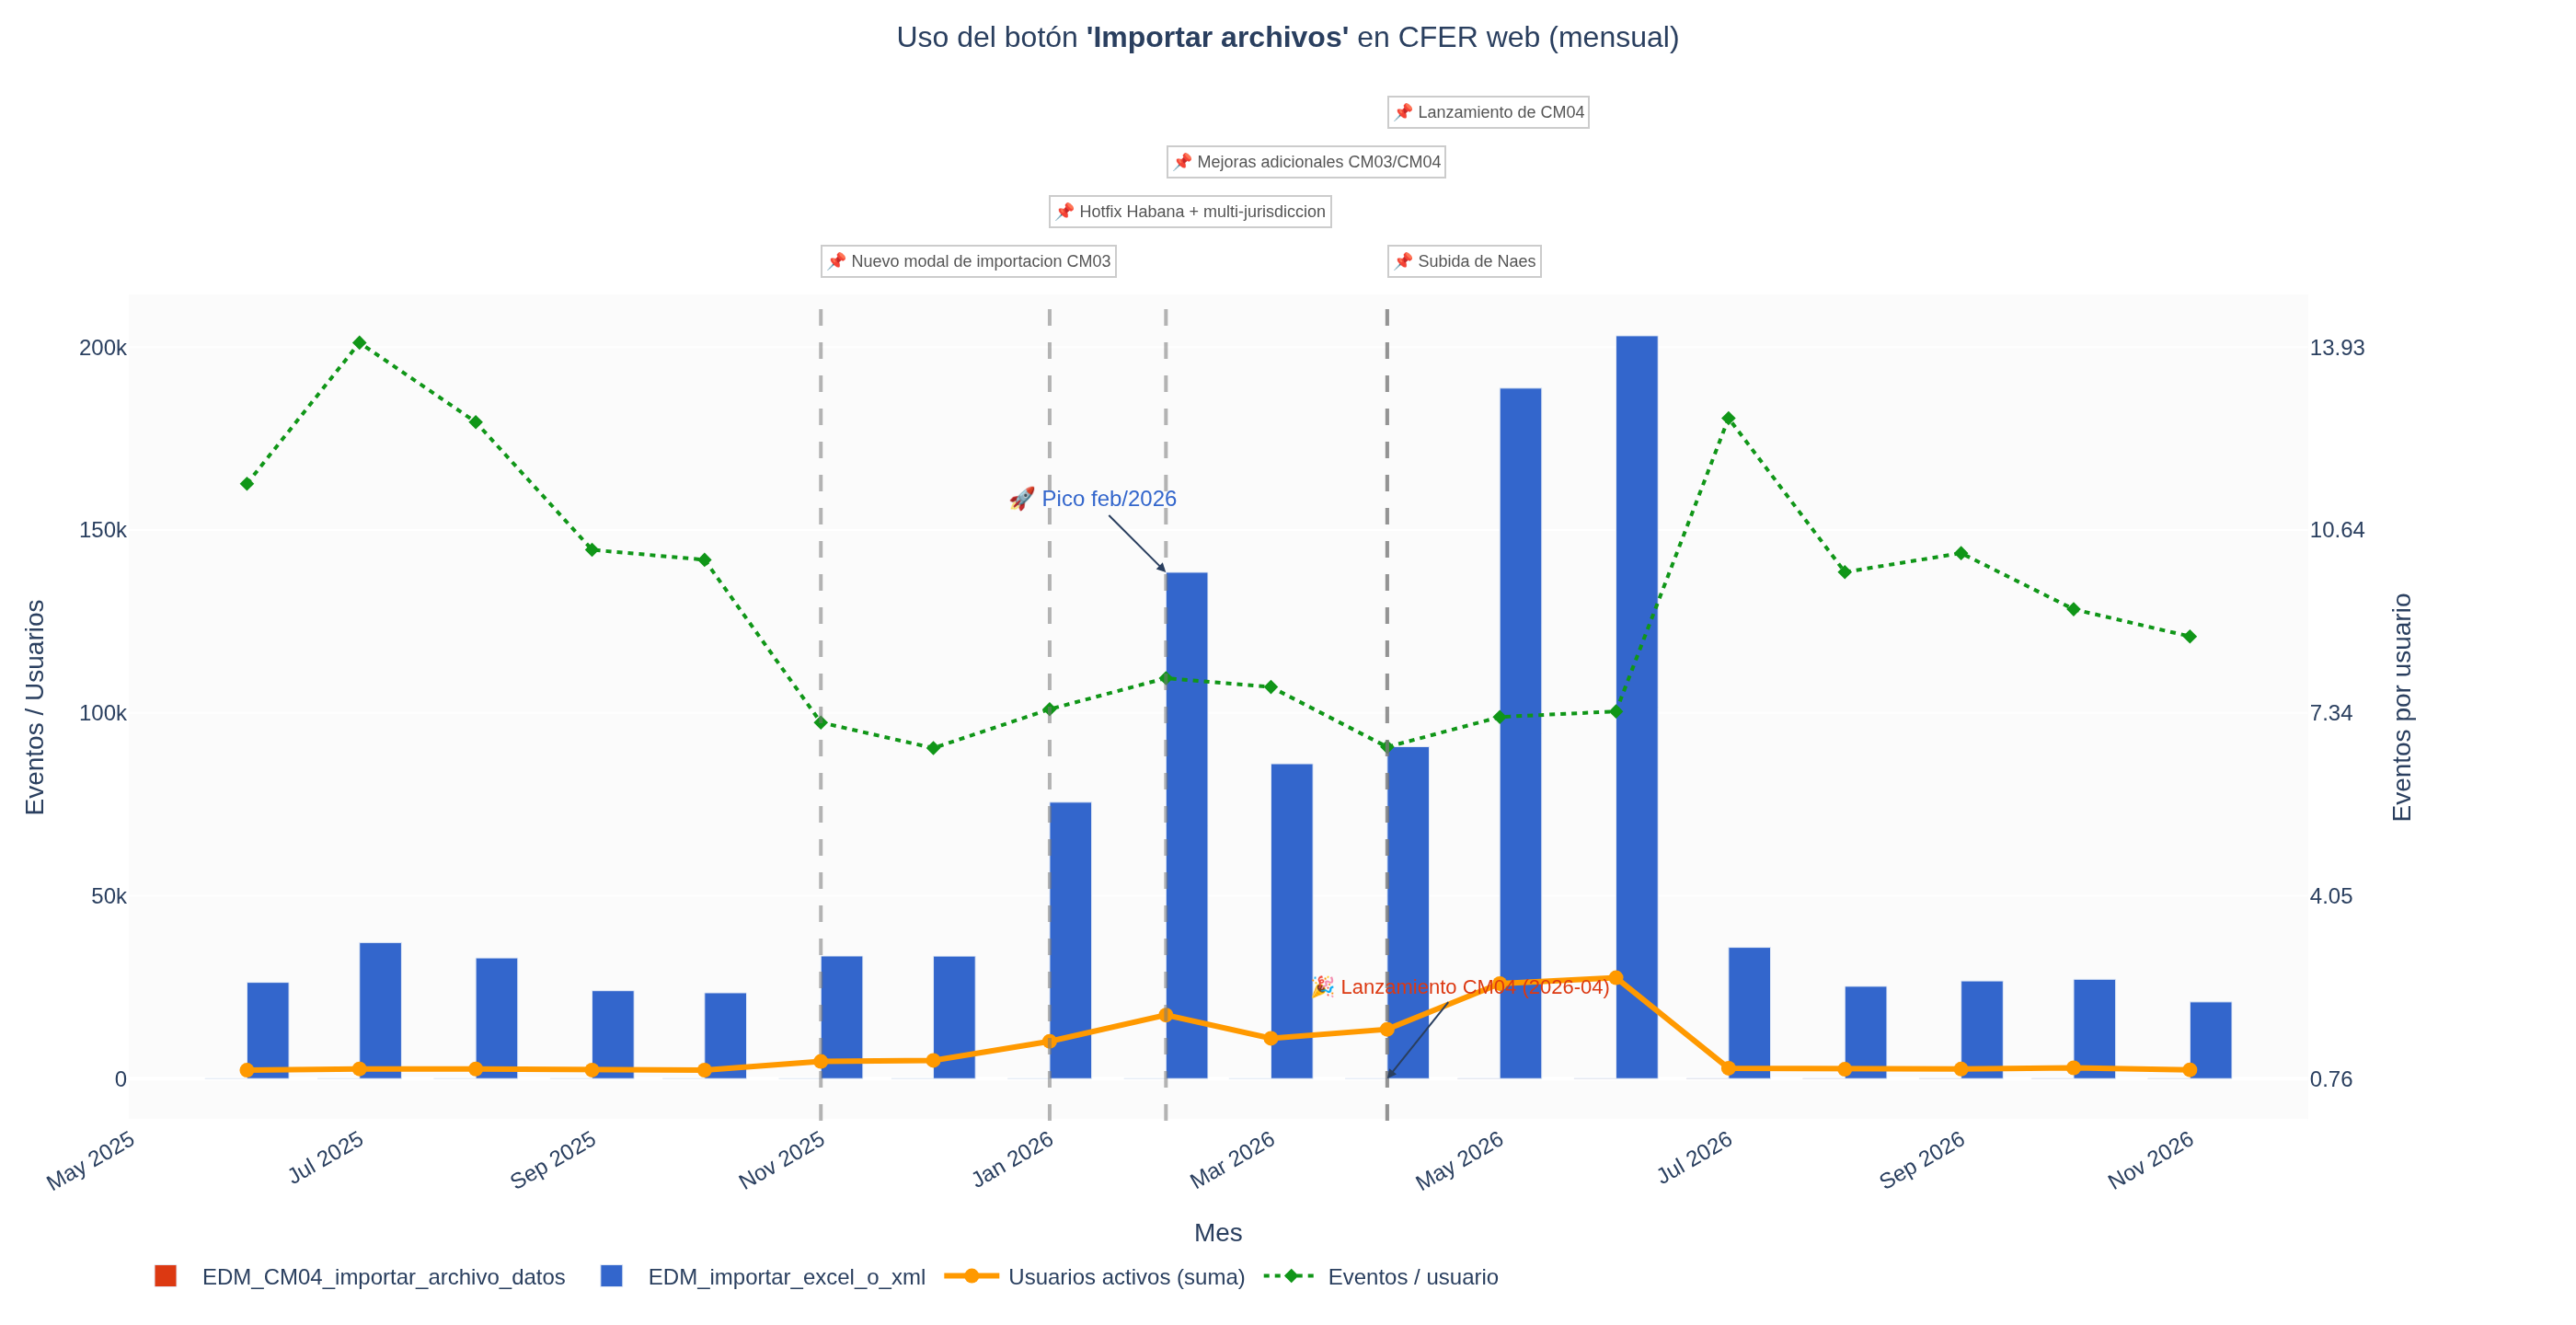 Uso del botón 'Importar archivos' en CFER web (mensual)
📌 Lanzamiento de CM04
📌 Mejoras adicionales CM03/CM04
📌 Hotfix Habana + multi-jurisdiccion
📌 Nuevo modal de importacion CM03
📌 Subida de Naes
200k
150k
100k
50k
0
Eventos / Usuarios
13.93
10.64
7.34
4.05
0.76
Eventos por usuario
🚀 Pico feb/2026
🎉 Lanzamiento CM04 (2026-04)
May 2025
Jul 2025
Sep 2025
Nov 2025
Jan 2026
Mar 2026
May 2026
Jul 2026
Sep 2026
Nov 2026
Mes
EDM_CM04_importar_archivo_datos
EDM_importar_excel_o_xml
Usuarios activos (suma)
Eventos / usuario